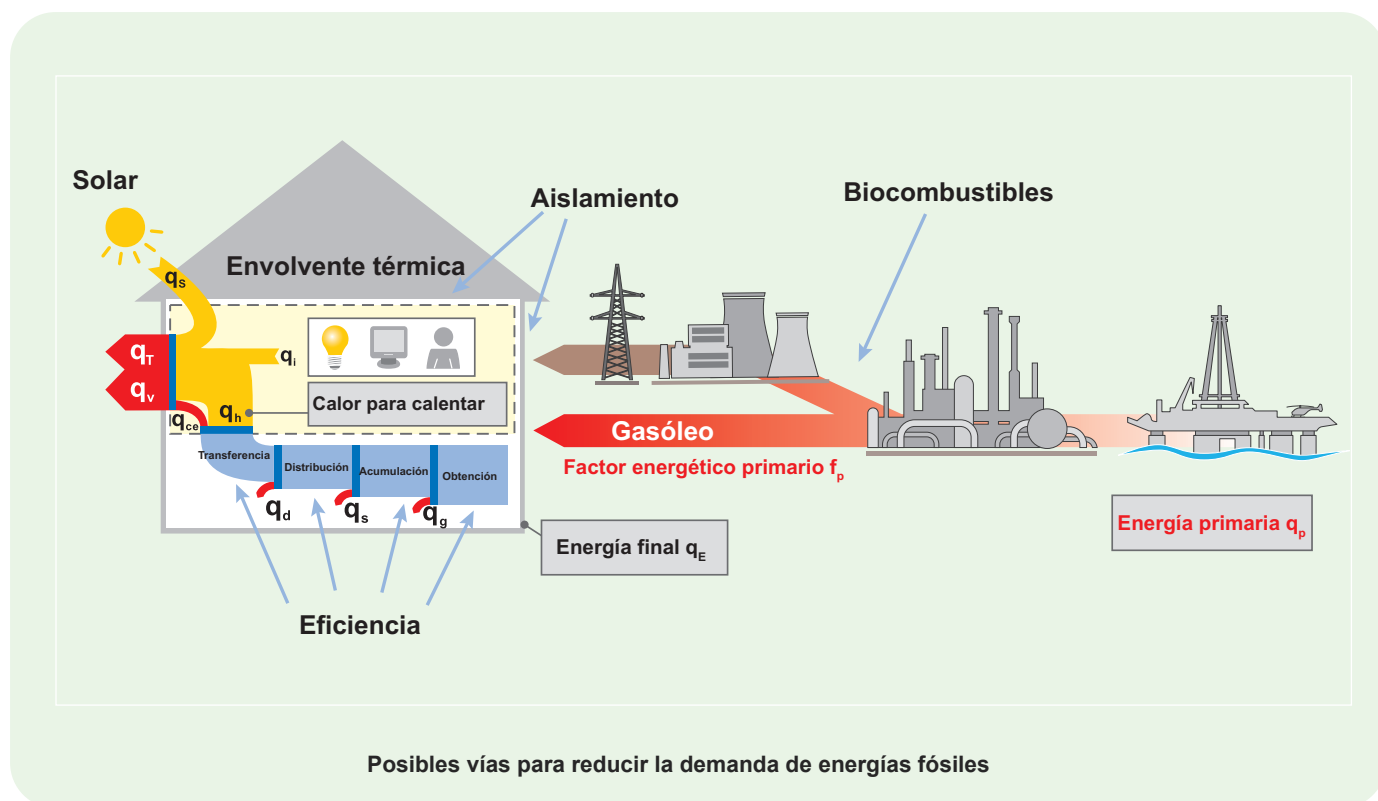 Solar
Aislamiento
Biocombustibles
Envolvente térmica
qs
qT
qi
qv
Calor para calentar
qh
qce
Gasóleo
Transferencia
Distribución
Acumulación
Obtención
Factor energético primario fp
qd
qs
qg
Energía primaria qp
Energía final qE
Eficiencia
Posibles vías para reducir la demanda de energías fósiles